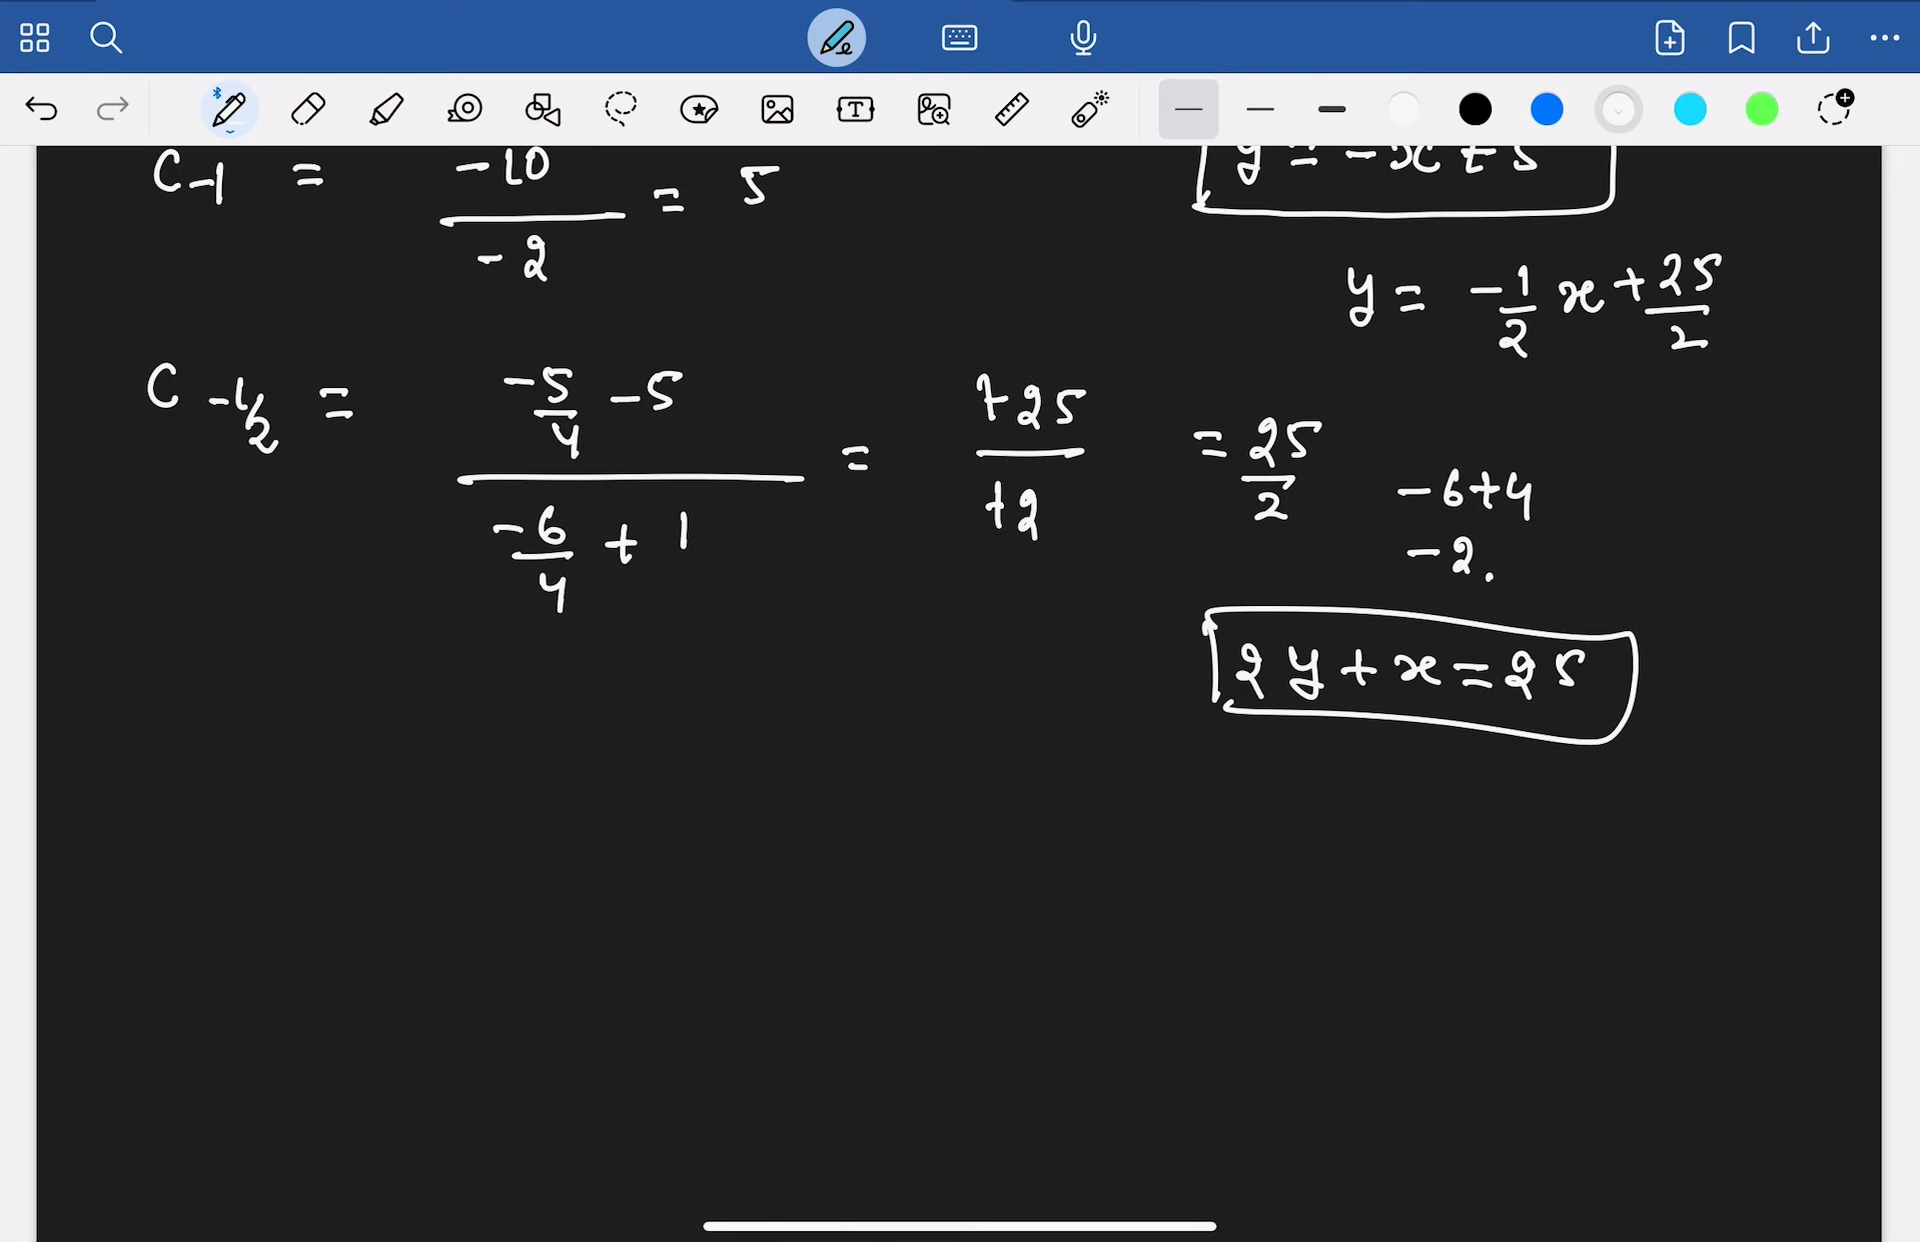 C₋₁ = -10/-2 = 5
y = -x + 5
y = -1/2 x + 25/2
C₋₁/₂ = (-5/4 - 5)/(-6/4 + 1) = +25/+2 = 25/2
-6+4
-2.
2y + x = 25